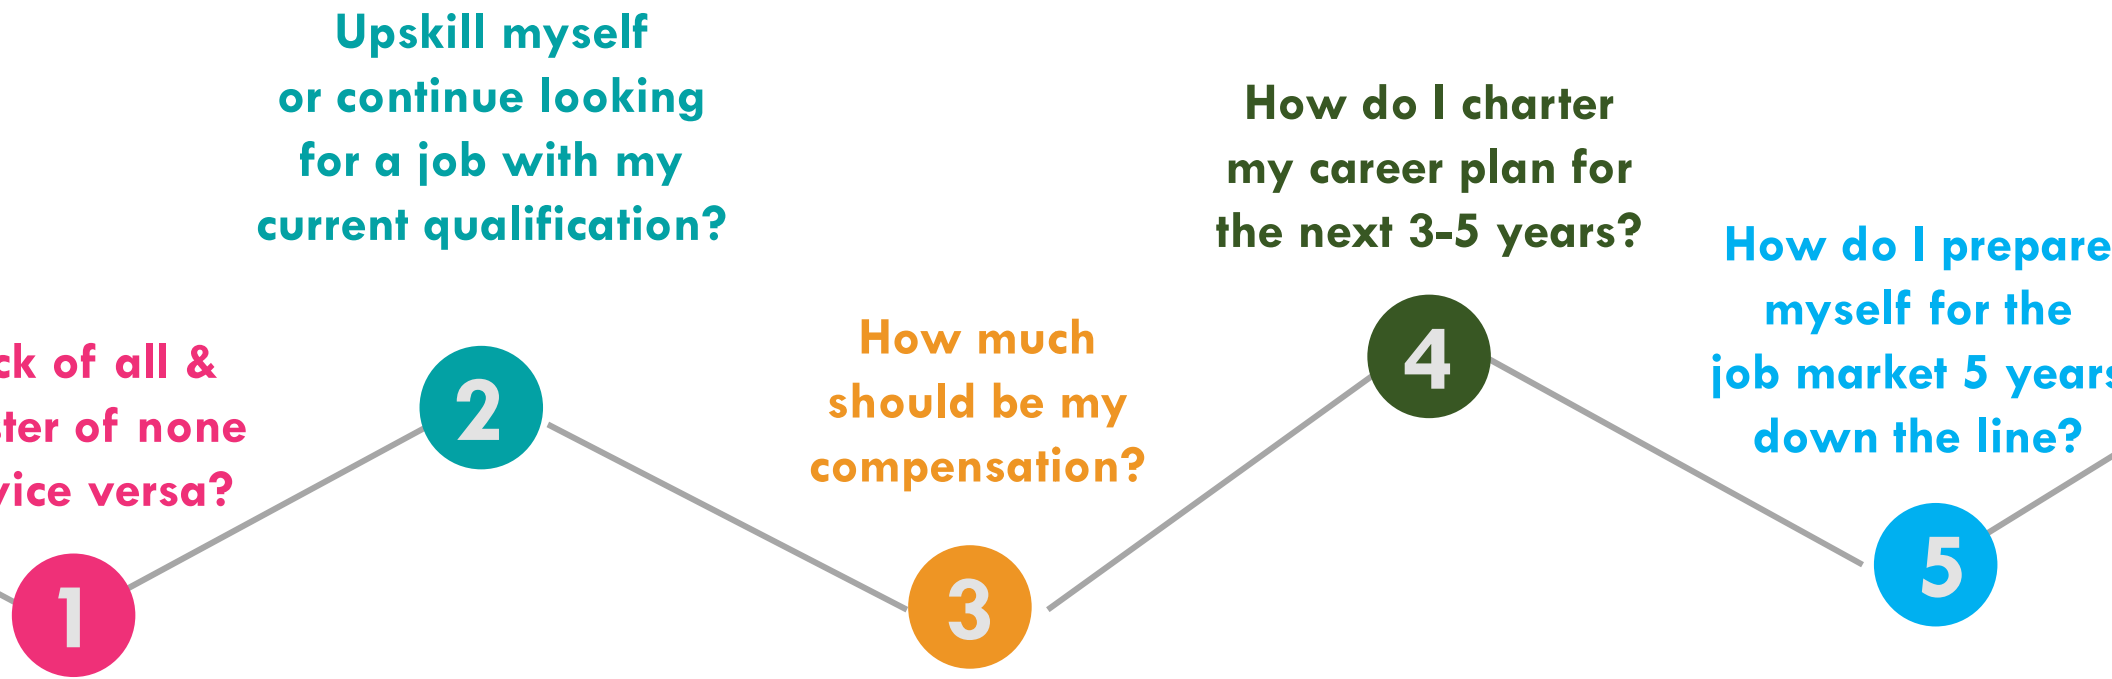 ck of all &
ter of none
vice versa?
1
Upskill myself
or continue looking
for a job with my
current qualification?
2
How much
should be my
compensation?
3
How do I charter
my career plan for
the next 3-5 years?
4
How do I prepare
myself for the
job market 5 years
down the line?
5